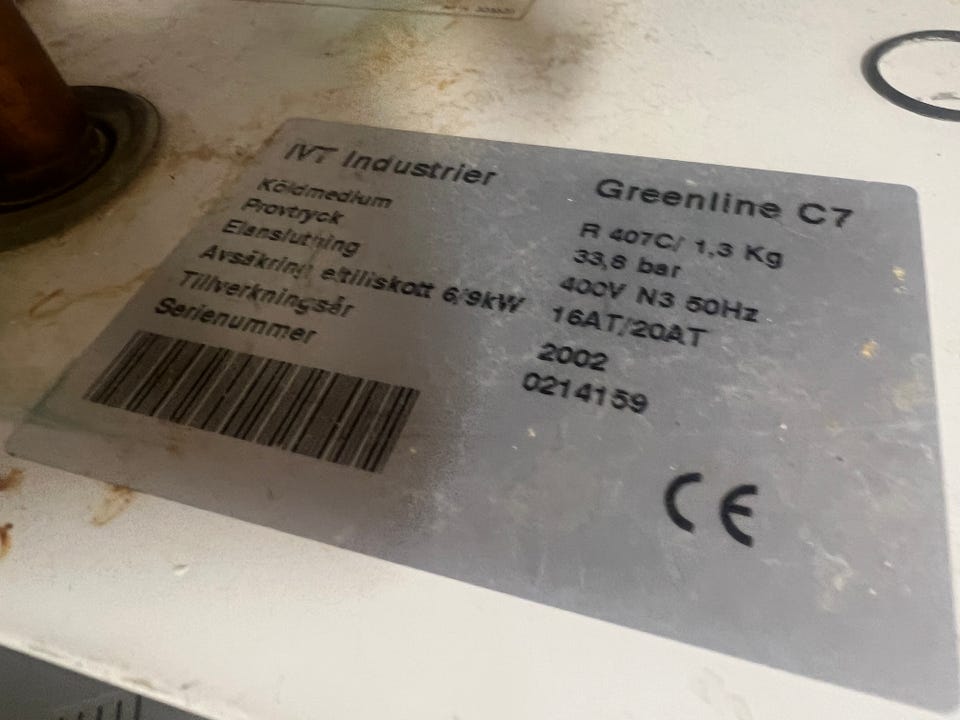 IVT Industrier Greenline C7
Köldmedium R 407C/ 1,3 Kg
Provtryck 33,8 bar
Elanslutning 400V N3 50Hz
Avsäkring eltillskott 6/9kW 16AT/20AT
Tillverkningsår 2002
Serienummer 0214159
CE